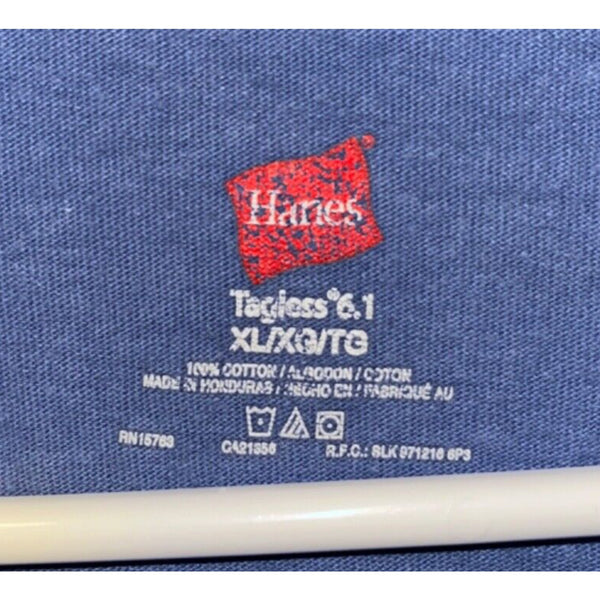 Hanes
Tagless® 6.1
XL/XG/TG
100% COTTON / ALGODON / COTON
MADE IN HONDURAS / HECHO EN / FABRIQUÉ AU
RN15763 CA21356 R.F.C.: SLK 971216 6P3